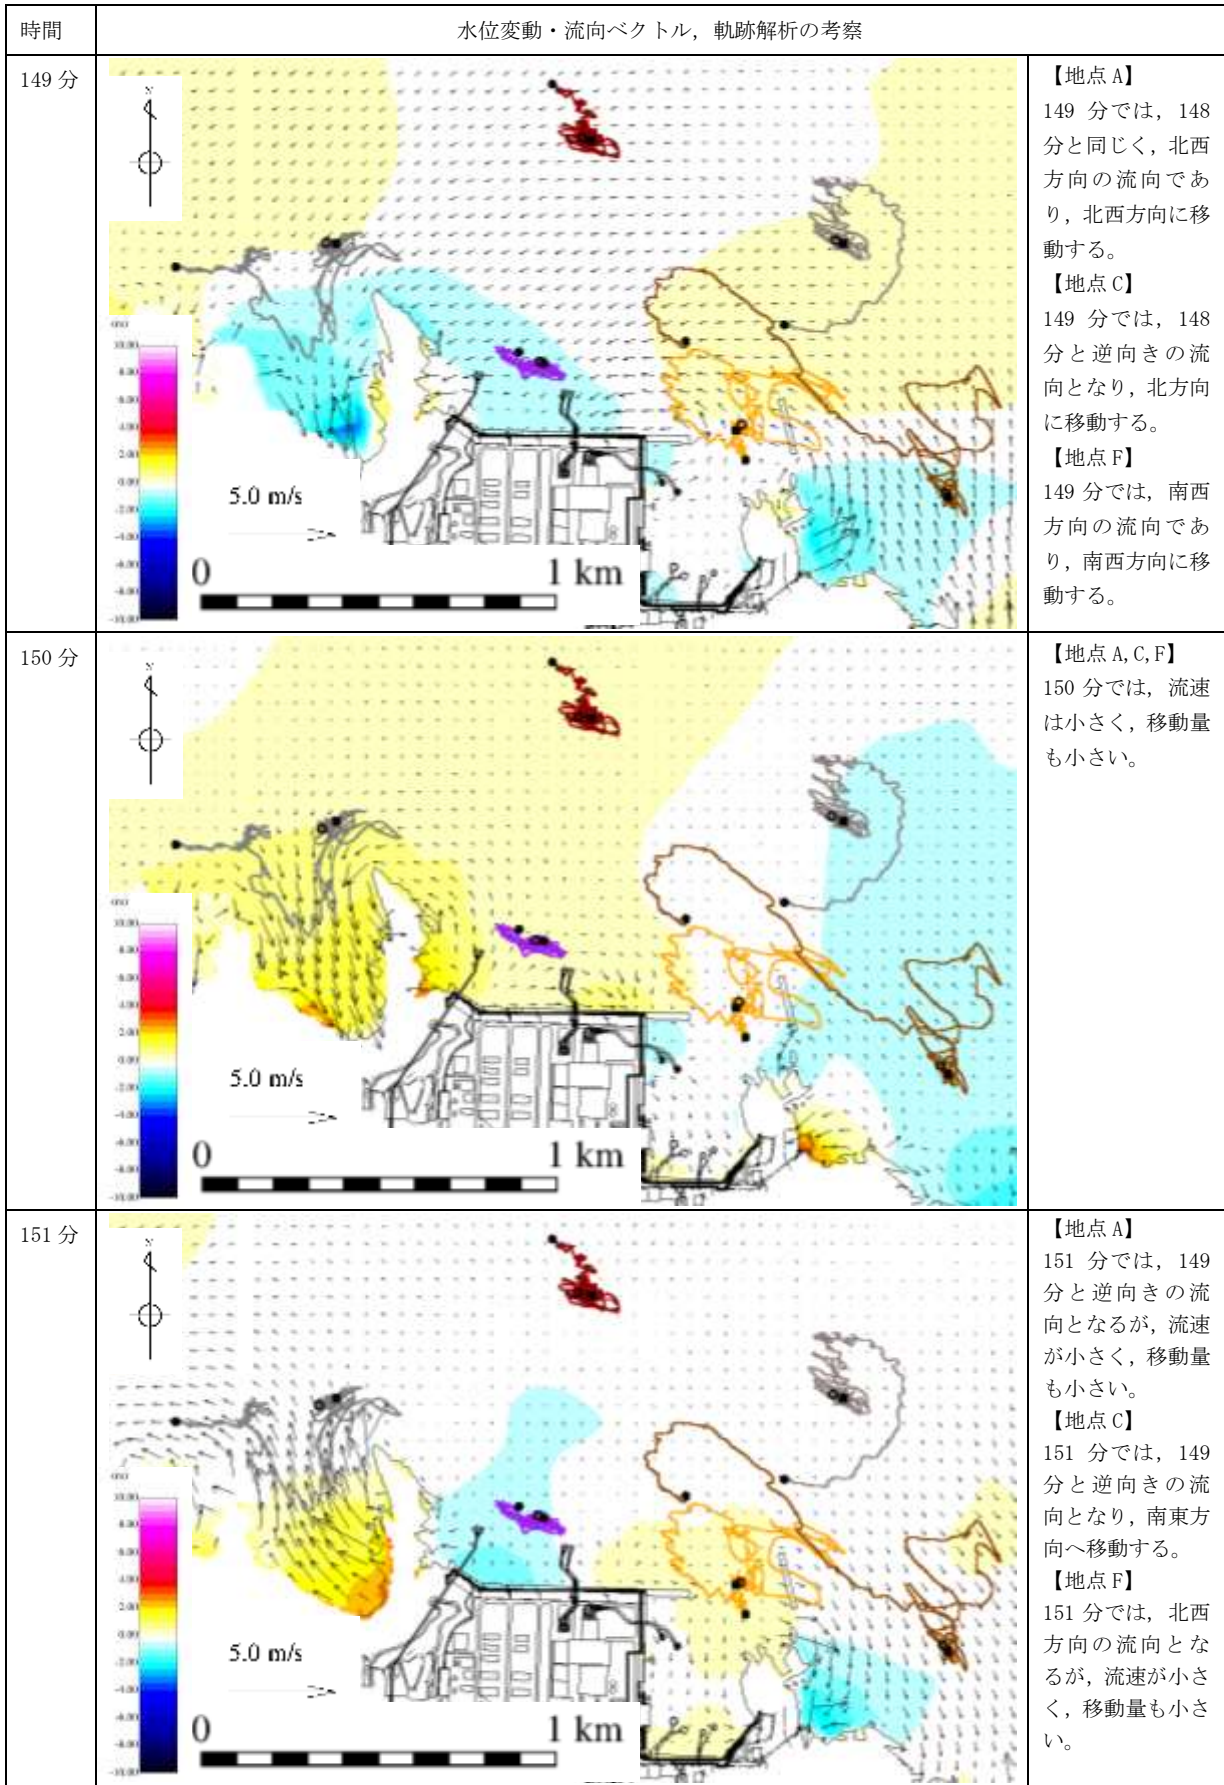 時間
水位変動・流向ベクトル，軌跡解析の考察
149 分
5.0 m/s
0
1 km
【地点 A】
149 分では，148
分と同じく，北西
方向の流向であ
り，北西方向に移
動する。
【地点 C】
149 分では，148
分と逆向きの流
向となり，北方向
に移動する。
【地点 F】
149 分では，南西
方向の流向であ
り，南西方向に移
動する。
150 分
5.0 m/s
0
1 km
【地点 A, C, F】
150 分では，流速
は小さく，移動量
も小さい。
151 分
5.0 m/s
0
1 km
【地点 A】
151 分では，149
分と逆向きの流
向となるが，流速
が小さく，移動量
も小さい。
【地点 C】
151 分では，149
分と逆向きの流
向となり，南東方
向へ移動する。
【地点 F】
151 分では，北西
方向の流向とな
るが，流速が小さ
く，移動量も小さ
い。